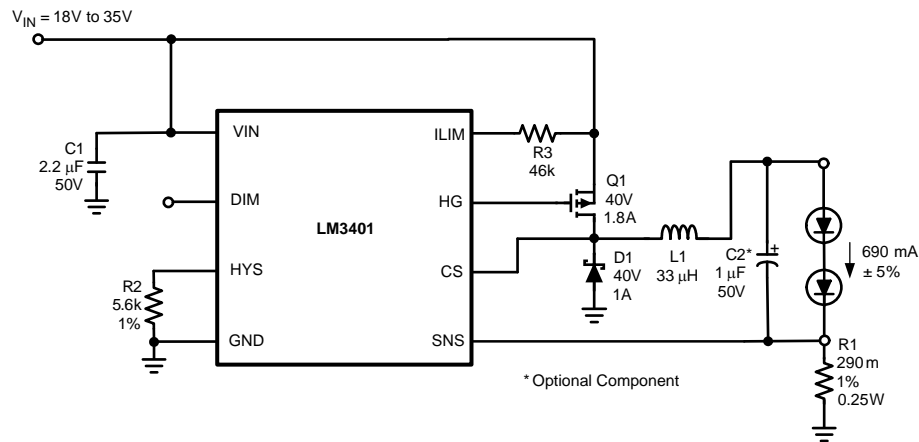 VIN = 18V to 35V
C1
2.2 μF
50V
VIN
DIM
HYS
GND
LM3401
ILIM
HG
CS
SNS
R2
5.6k
1%
R3
46k
Q1
40V
1.8A
D1
40V
1A
L1
33 μH
C2*
1 μF
50V
+
690 mA
± 5%
R1
290m
1%
0.25W
* Optional Component